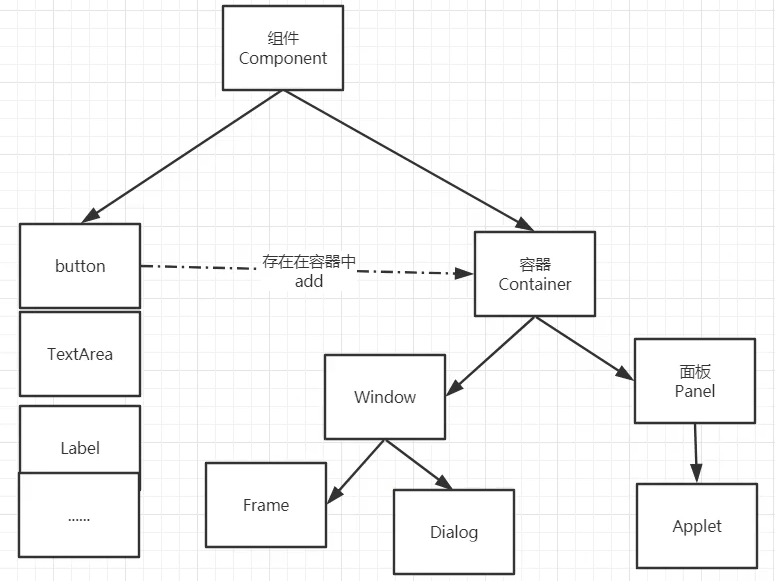 组件
Component
button
存在在容器中
add
容器
Container
TextArea
Window
面板
Panel
Label
Frame
Dialog
Applet
......